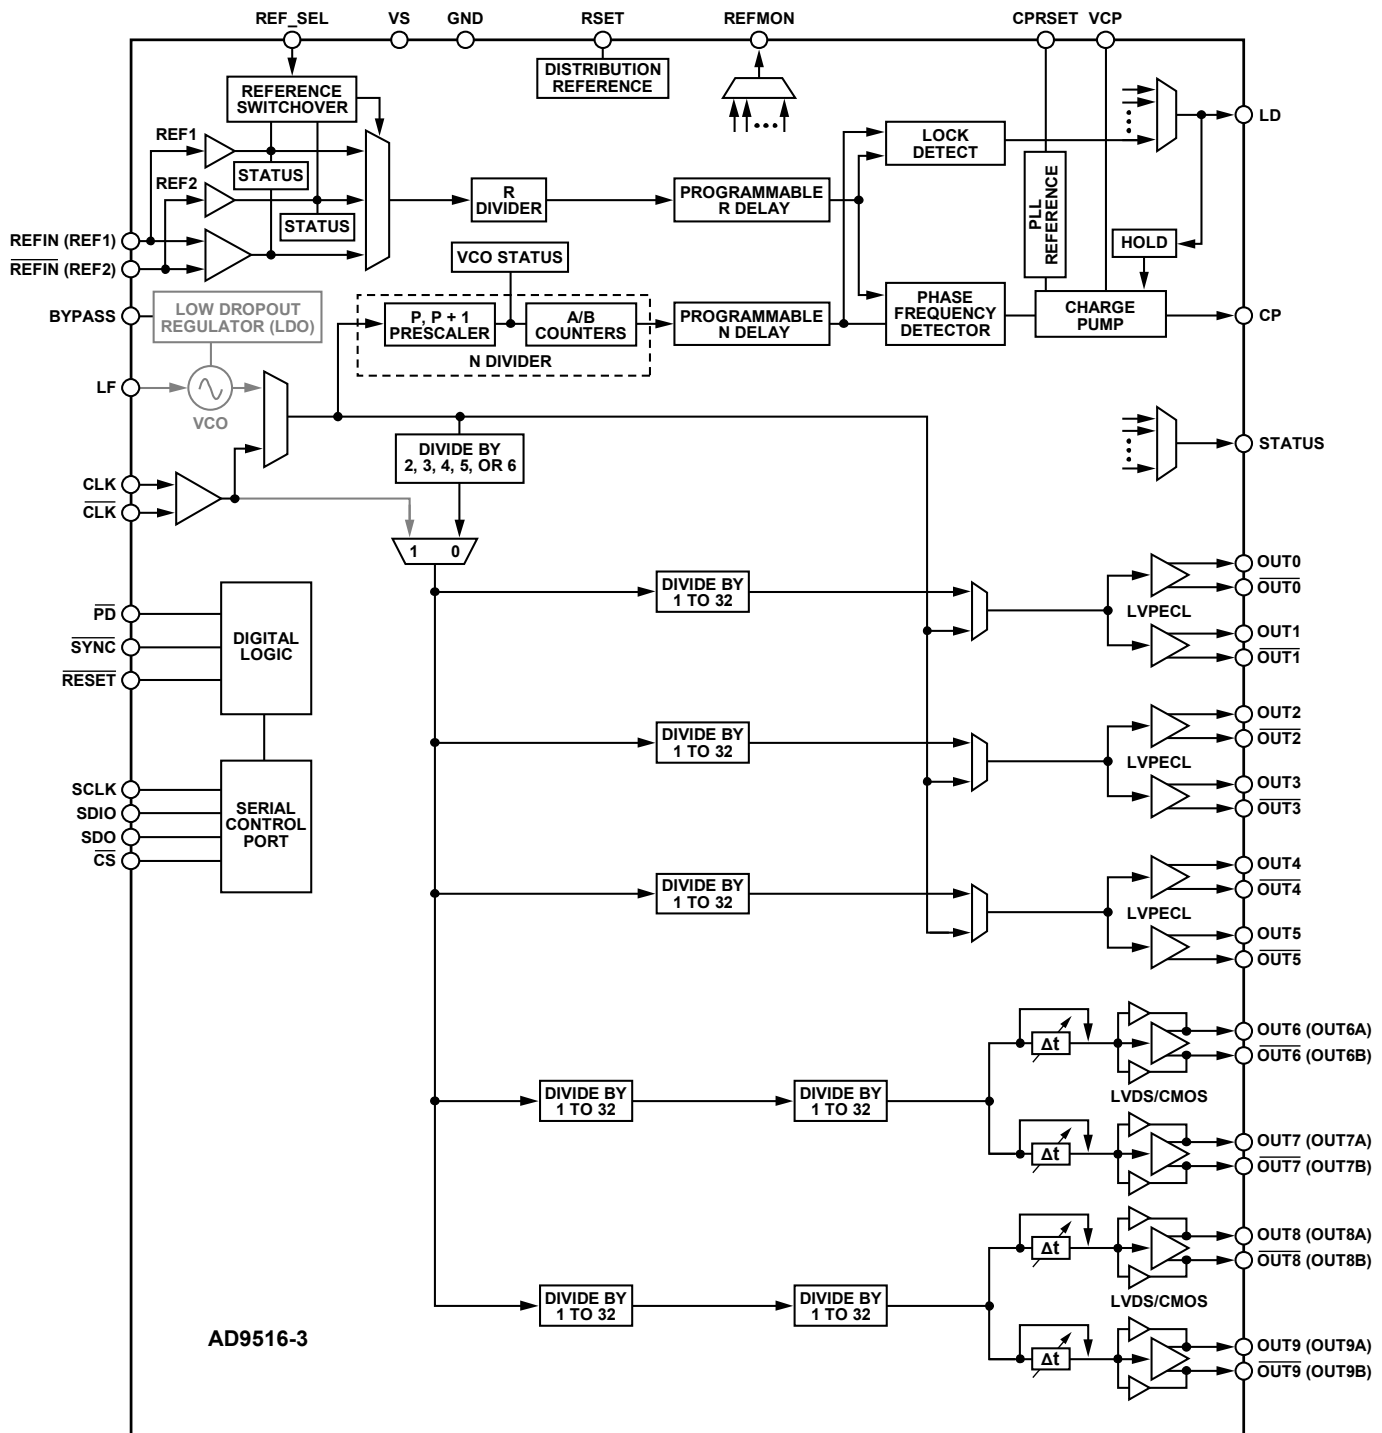 REF_SEL VS GND RSET REFMON CPRSET VCP
DISTRIBUTION
REFERENCE
REFERENCE
SWITCHOVER
REF1
STATUS
REF2
STATUS
REFIN (REF1)
REFIN (REF2)
R
DIVIDER
PROGRAMMABLE
R DELAY
LOCK
DETECT
LD
PLL
REFERENCE
HOLD
VCO STATUS
BYPASS
LOW DROPOUT
REGULATOR (LDO)
P, P + 1
PRESCALER
A/B
COUNTERS
N DIVIDER
PROGRAMMABLE
N DELAY
PHASE
FREQUENCY
DETECTOR
CHARGE
PUMP
CP
LF
VCO
DIVIDE BY
2, 3, 4, 5, OR 6
STATUS
CLK
CLK
1 0
PD
SYNC
RESET
DIGITAL
LOGIC
SCLK
SDIO
SDO
CS
SERIAL
CONTROL
PORT
DIVIDE BY
1 TO 32
LVPECL
OUT0
OUT0
OUT1
OUT1
DIVIDE BY
1 TO 32
LVPECL
OUT2
OUT2
OUT3
OUT3
DIVIDE BY
1 TO 32
LVPECL
OUT4
OUT4
OUT5
OUT5
DIVIDE BY
1 TO 32
DIVIDE BY
1 TO 32
Δt
Δt
LVDS/CMOS
OUT6 (OUT6A)
OUT6 (OUT6B)
OUT7 (OUT7A)
OUT7 (OUT7B)
DIVIDE BY
1 TO 32
DIVIDE BY
1 TO 32
Δt
Δt
LVDS/CMOS
OUT8 (OUT8A)
OUT8 (OUT8B)
OUT9 (OUT9A)
OUT9 (OUT9B)
AD9516-3